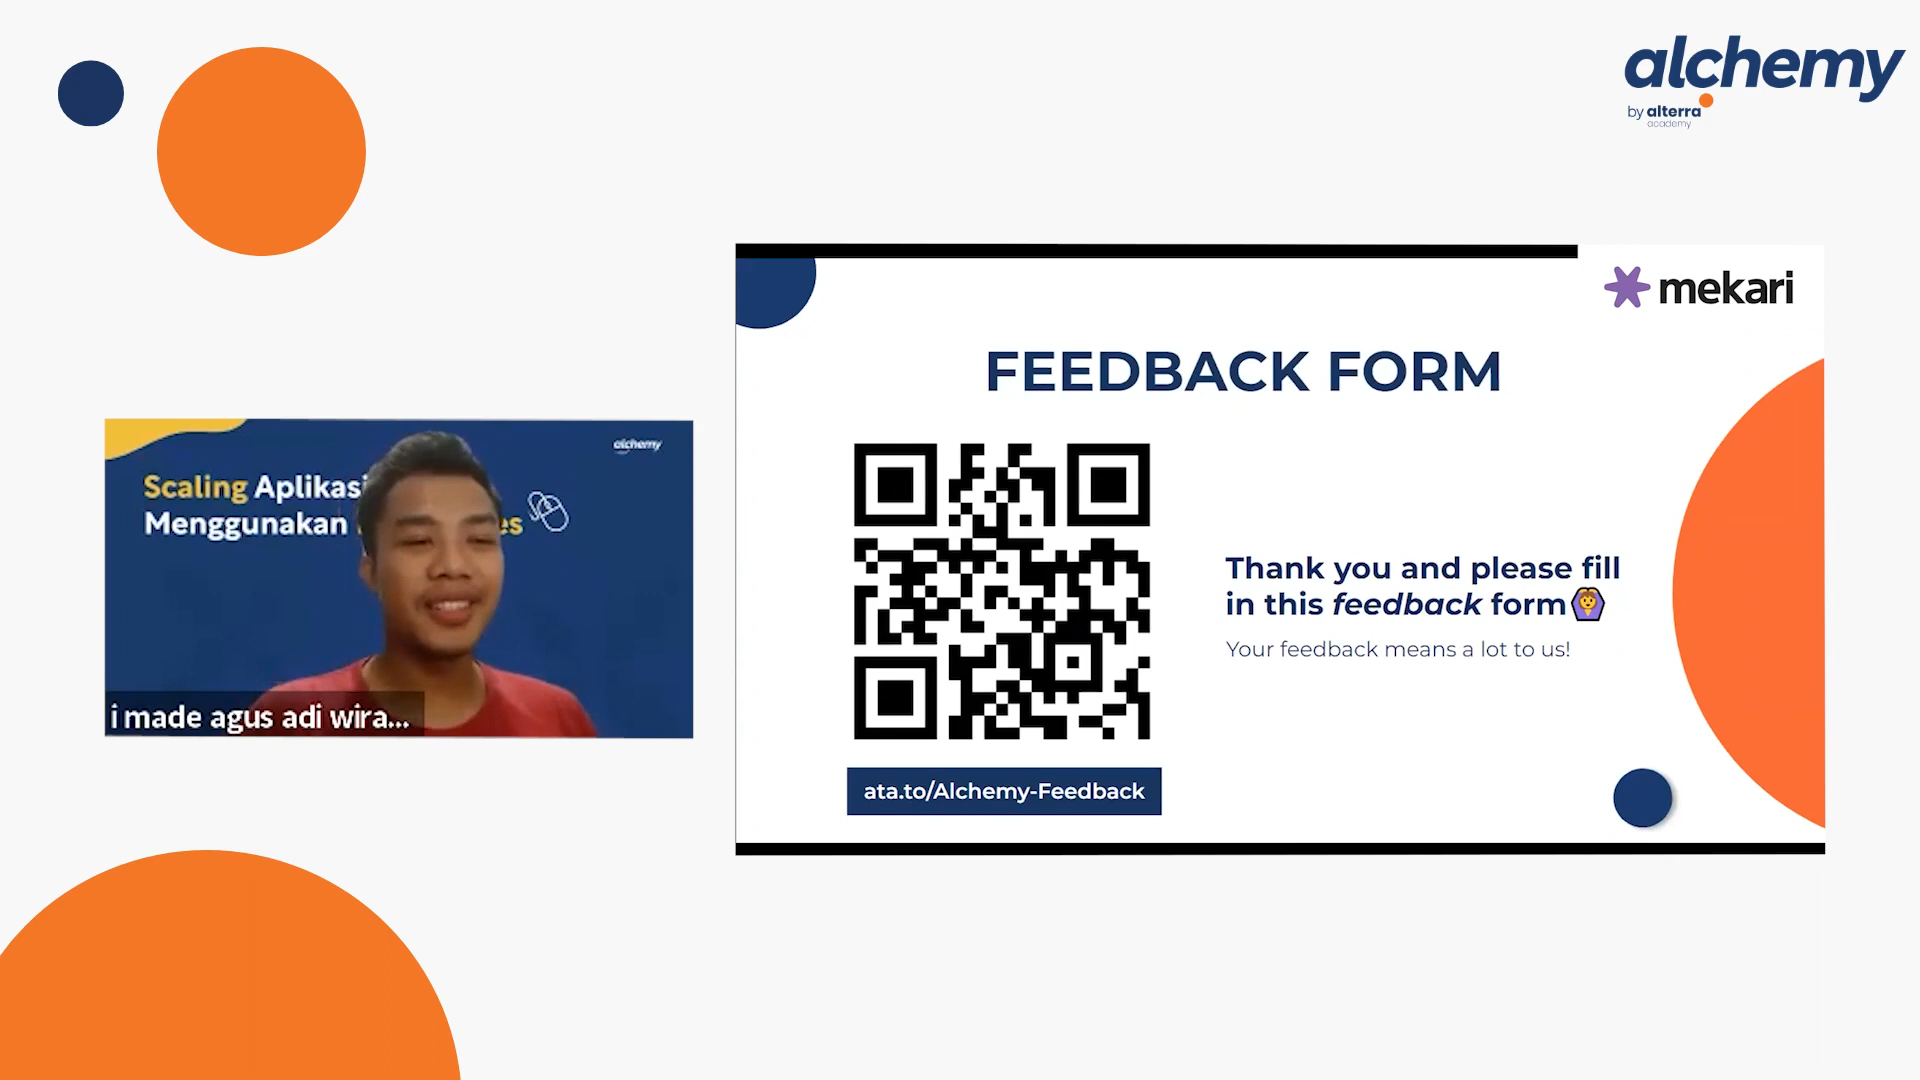 alchemy
by alterra
academy
mekari
FEEDBACK FORM
alchemy
Scaling Aplikasi
Menggunakan
es
Thank you and please fill
in this feedback form🙆
Your feedback means a lot to us!
i made agus adi wira...
ata.to/Alchemy-Feedback